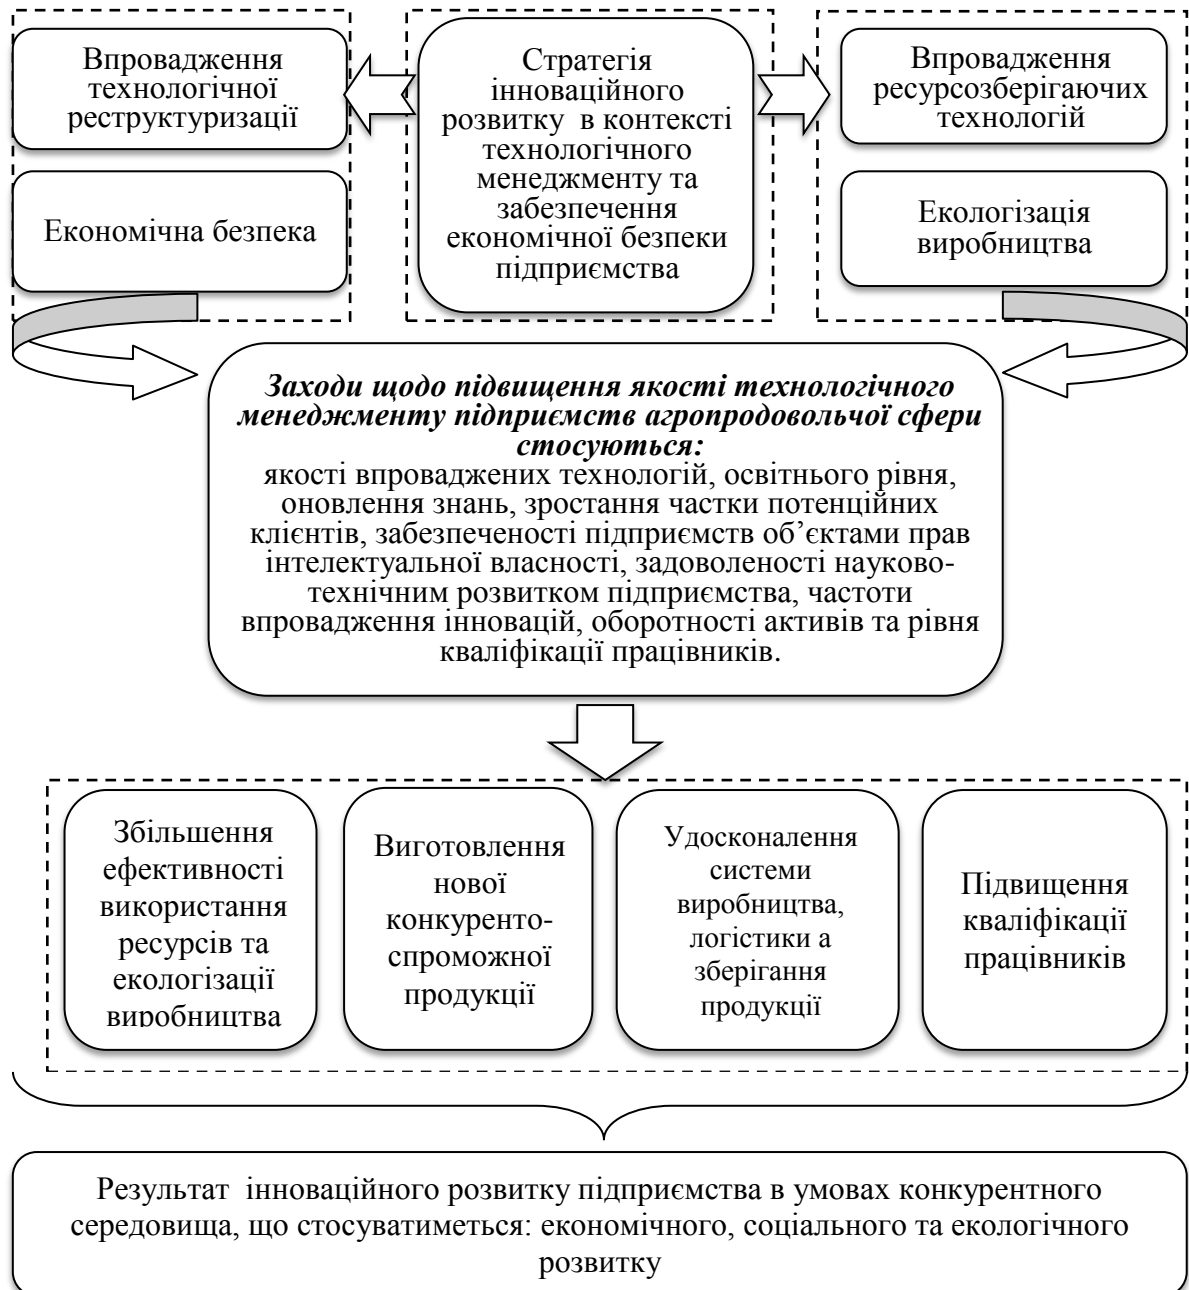 Впровадження
технологічної
реструктуризації
Економічна безпека
Стратегія
інноваційного
розвитку в контексті
технологічного
менеджменту та
забезпечення
економічної безпеки
підприємства
Впровадження
ресурсозберігаючих
технологій
Екологізація
виробництва
Заходи щодо підвищення якості технологічного
менеджменту підприємств агропродовольчої сфери
стосуються:
якості впроваджених технологій, освітнього рівня,
оновлення знань, зростання частки потенційних
клієнтів, забезпеченості підприємств об’єктами прав
інтелектуальної власності, задоволеності науково-
технічним розвитком підприємства, частоти
впровадження інновацій, оборотності активів та рівня
кваліфікації працівників.
Збільшення
ефективності
використання
ресурсів та
екологізації
виробництва
Виготовлення
нової
конкуренто-
спроможної
продукції
Удосконалення
системи
виробництва,
логістики а
зберігання
продукції
Підвищення
кваліфікації
працівників
Результат інноваційного розвитку підприємства в умовах конкурентного
середовища, що стосуватиметься: економічного, соціального та екологічного
розвитку